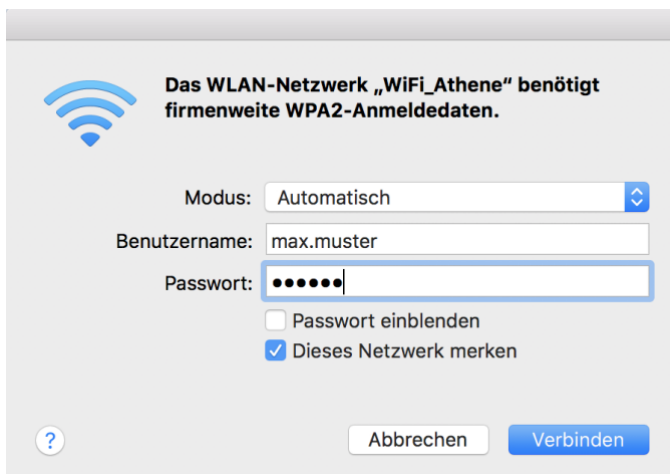 Das WLAN-Netzwerk „WiFi_Athene“ benötigt
firmenweite WPA2-Anmeldedaten.
Modus: Automatisch
Benutzername: max.muster
Passwort: ●●●●●●
Passwort einblenden
Dieses Netzwerk merken
? Abbrechen Verbinden